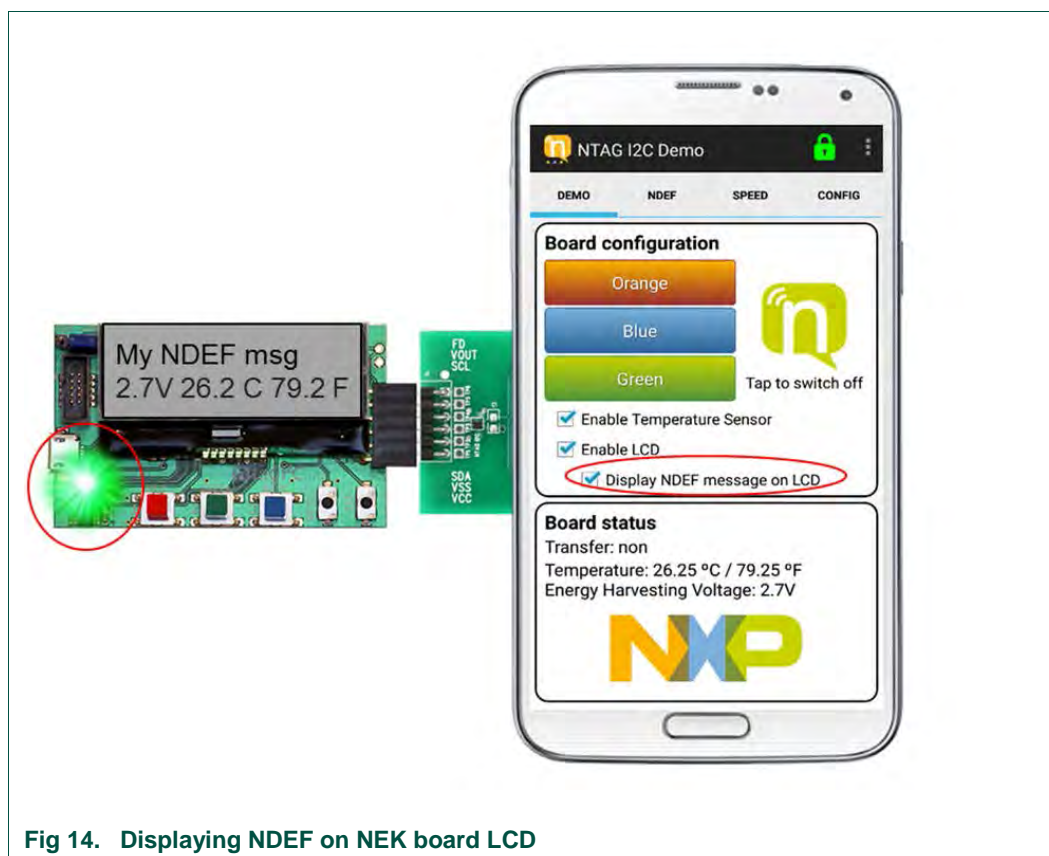 My NDEF msg
2.7V 26.2 C 79.2 F
FD
VOUT
SCL
SDA
VSS
VCC
NTAG I2C Demo
DEMO NDEF SPEED CONFIG
Board configuration
Orange
Blue
Green
Tap to switch off
Enable Temperature Sensor
Enable LCD
Display NDEF message on LCD
Board status
Transfer: non
Temperature: 26.25 ºC / 79.25 ºF
Energy Harvesting Voltage: 2.7V
NXP
Fig 14. Displaying NDEF on NEK board LCD